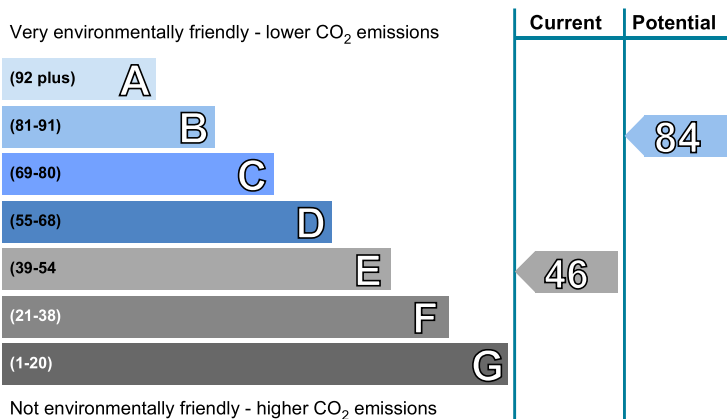 Current Potential
Very environmentally friendly - lower CO2 emissions
(92 plus) A
(81-91) B
84
(69-80) C
(55-68) D
(39-54 E
46
(21-38) F
(1-20) G
Not environmentally friendly - higher CO2 emissions